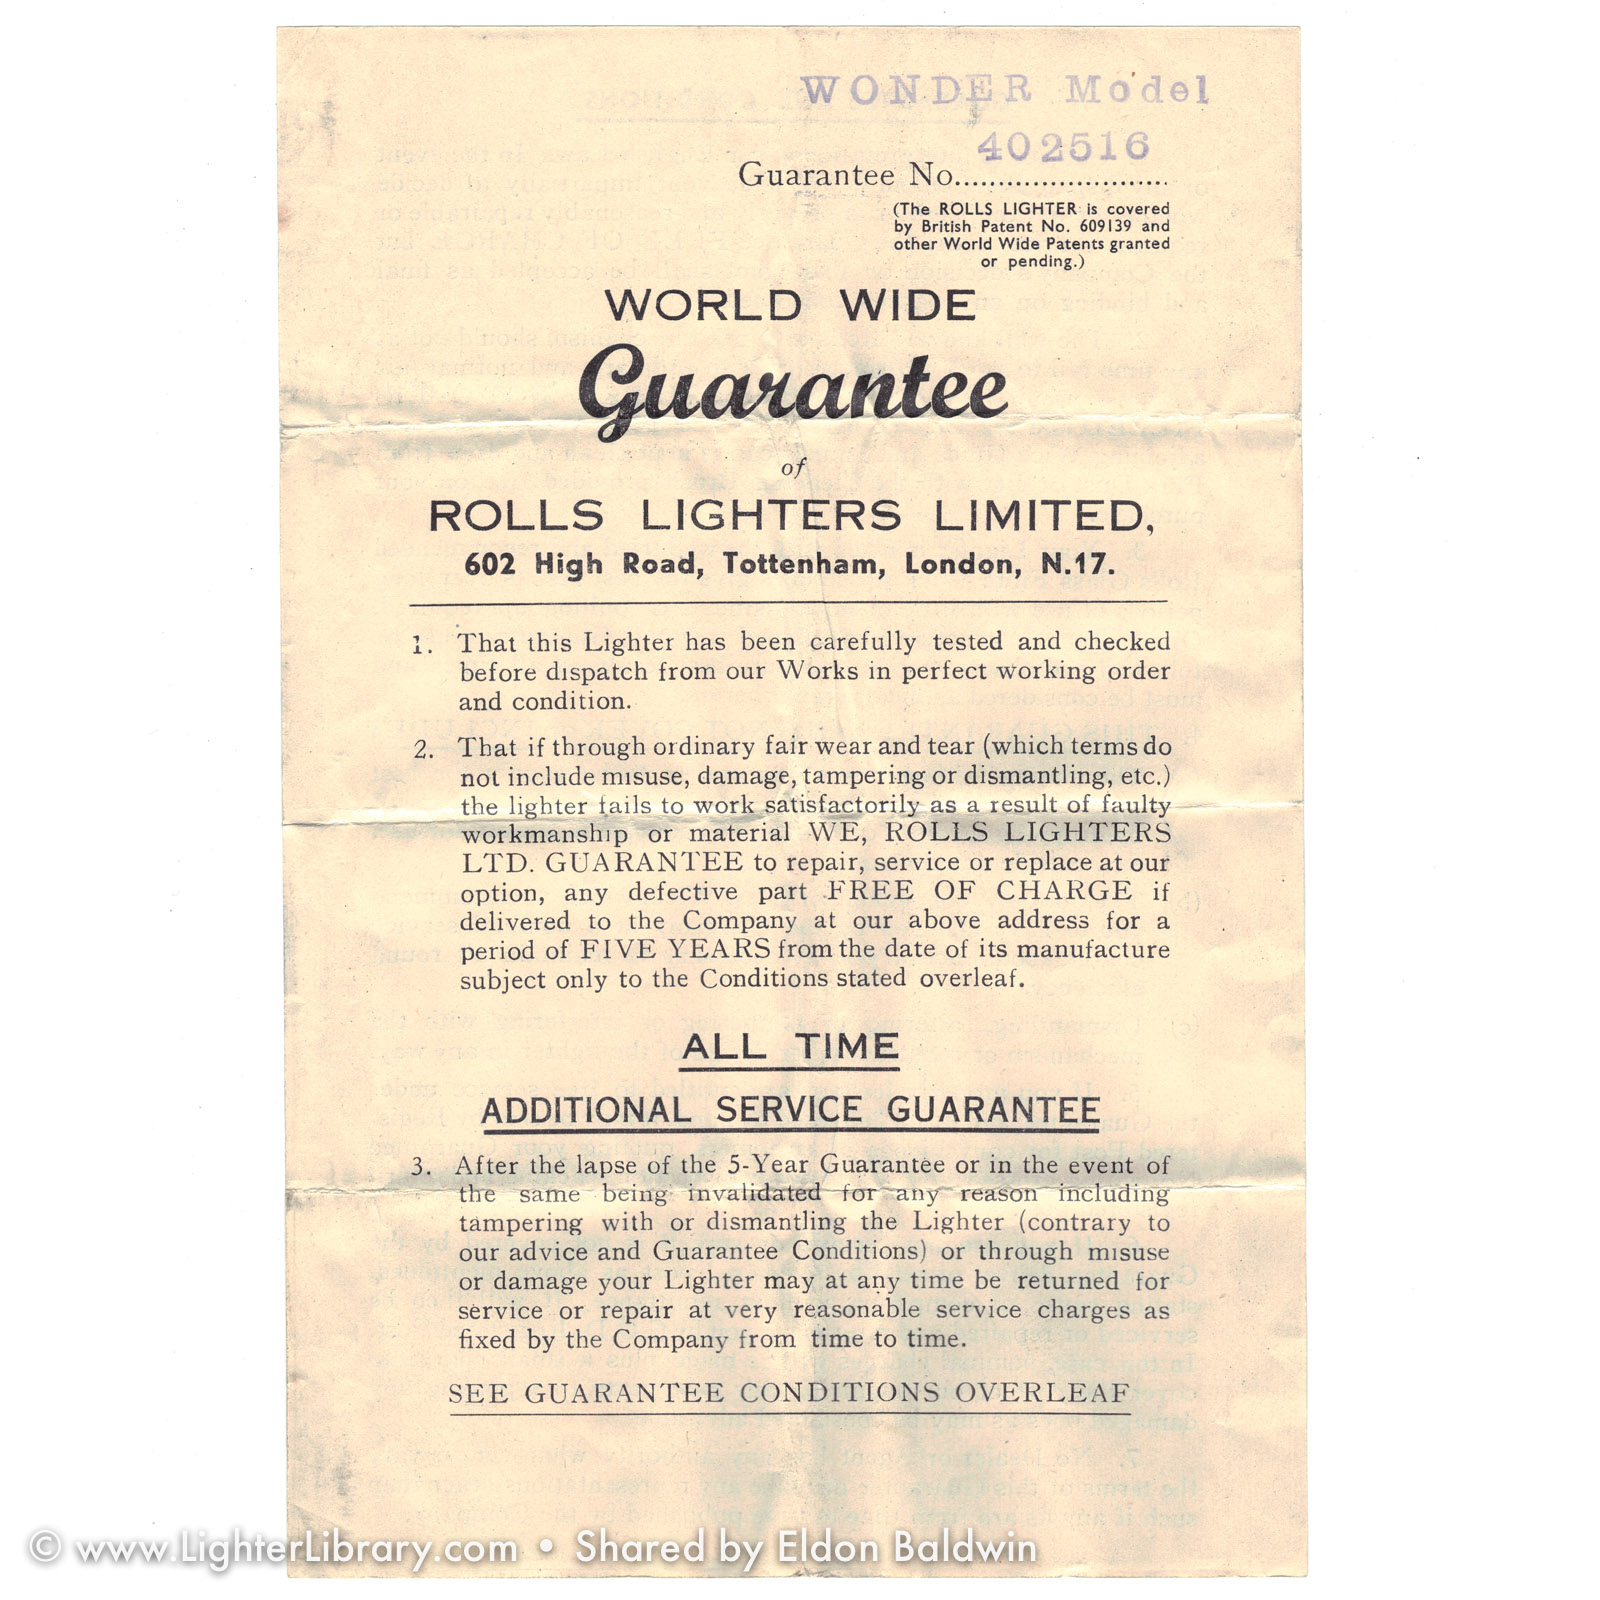 WONDER Model
402516
Guarantee No..........................
(The ROLLS LIGHTER is covered
by British Patent No. 609139 and
other World Wide Patents granted
or pending.)
WORLD WIDE
Guarantee
of
ROLLS LIGHTERS LIMITED,
602 High Road, Tottenham, London, N.17.
1. That this Lighter has been carefully tested and checked
before dispatch from our Works in perfect working order
and condition.
2. That if through ordinary fair wear and tear (which terms do
not include misuse, damage, tampering or dismantling, etc.)
the lighter fails to work satisfactorily as a result of faulty
workmanship or material WE, ROLLS LIGHTERS
LTD. GUARANTEE to repair, service or replace at our
option, any defective part FREE OF CHARGE if
delivered to the Company at our above address for a
period of FIVE YEARS from the date of its manufacture
subject only to the Conditions stated overleaf.
ALL TIME
ADDITIONAL SERVICE GUARANTEE
3. After the lapse of the 5-Year Guarantee or in the event of
the same being invalidated for any reason including
tampering with or dismantling the Lighter (contrary to
our advice and Guarantee Conditions) or through misuse
or damage your Lighter may at any time be returned for
service or repair at very reasonable service charges as
fixed by the Company from time to time.
SEE GUARANTEE CONDITIONS OVERLEAF
© www.LighterLibrary.com • Shared by Eldon Baldwin